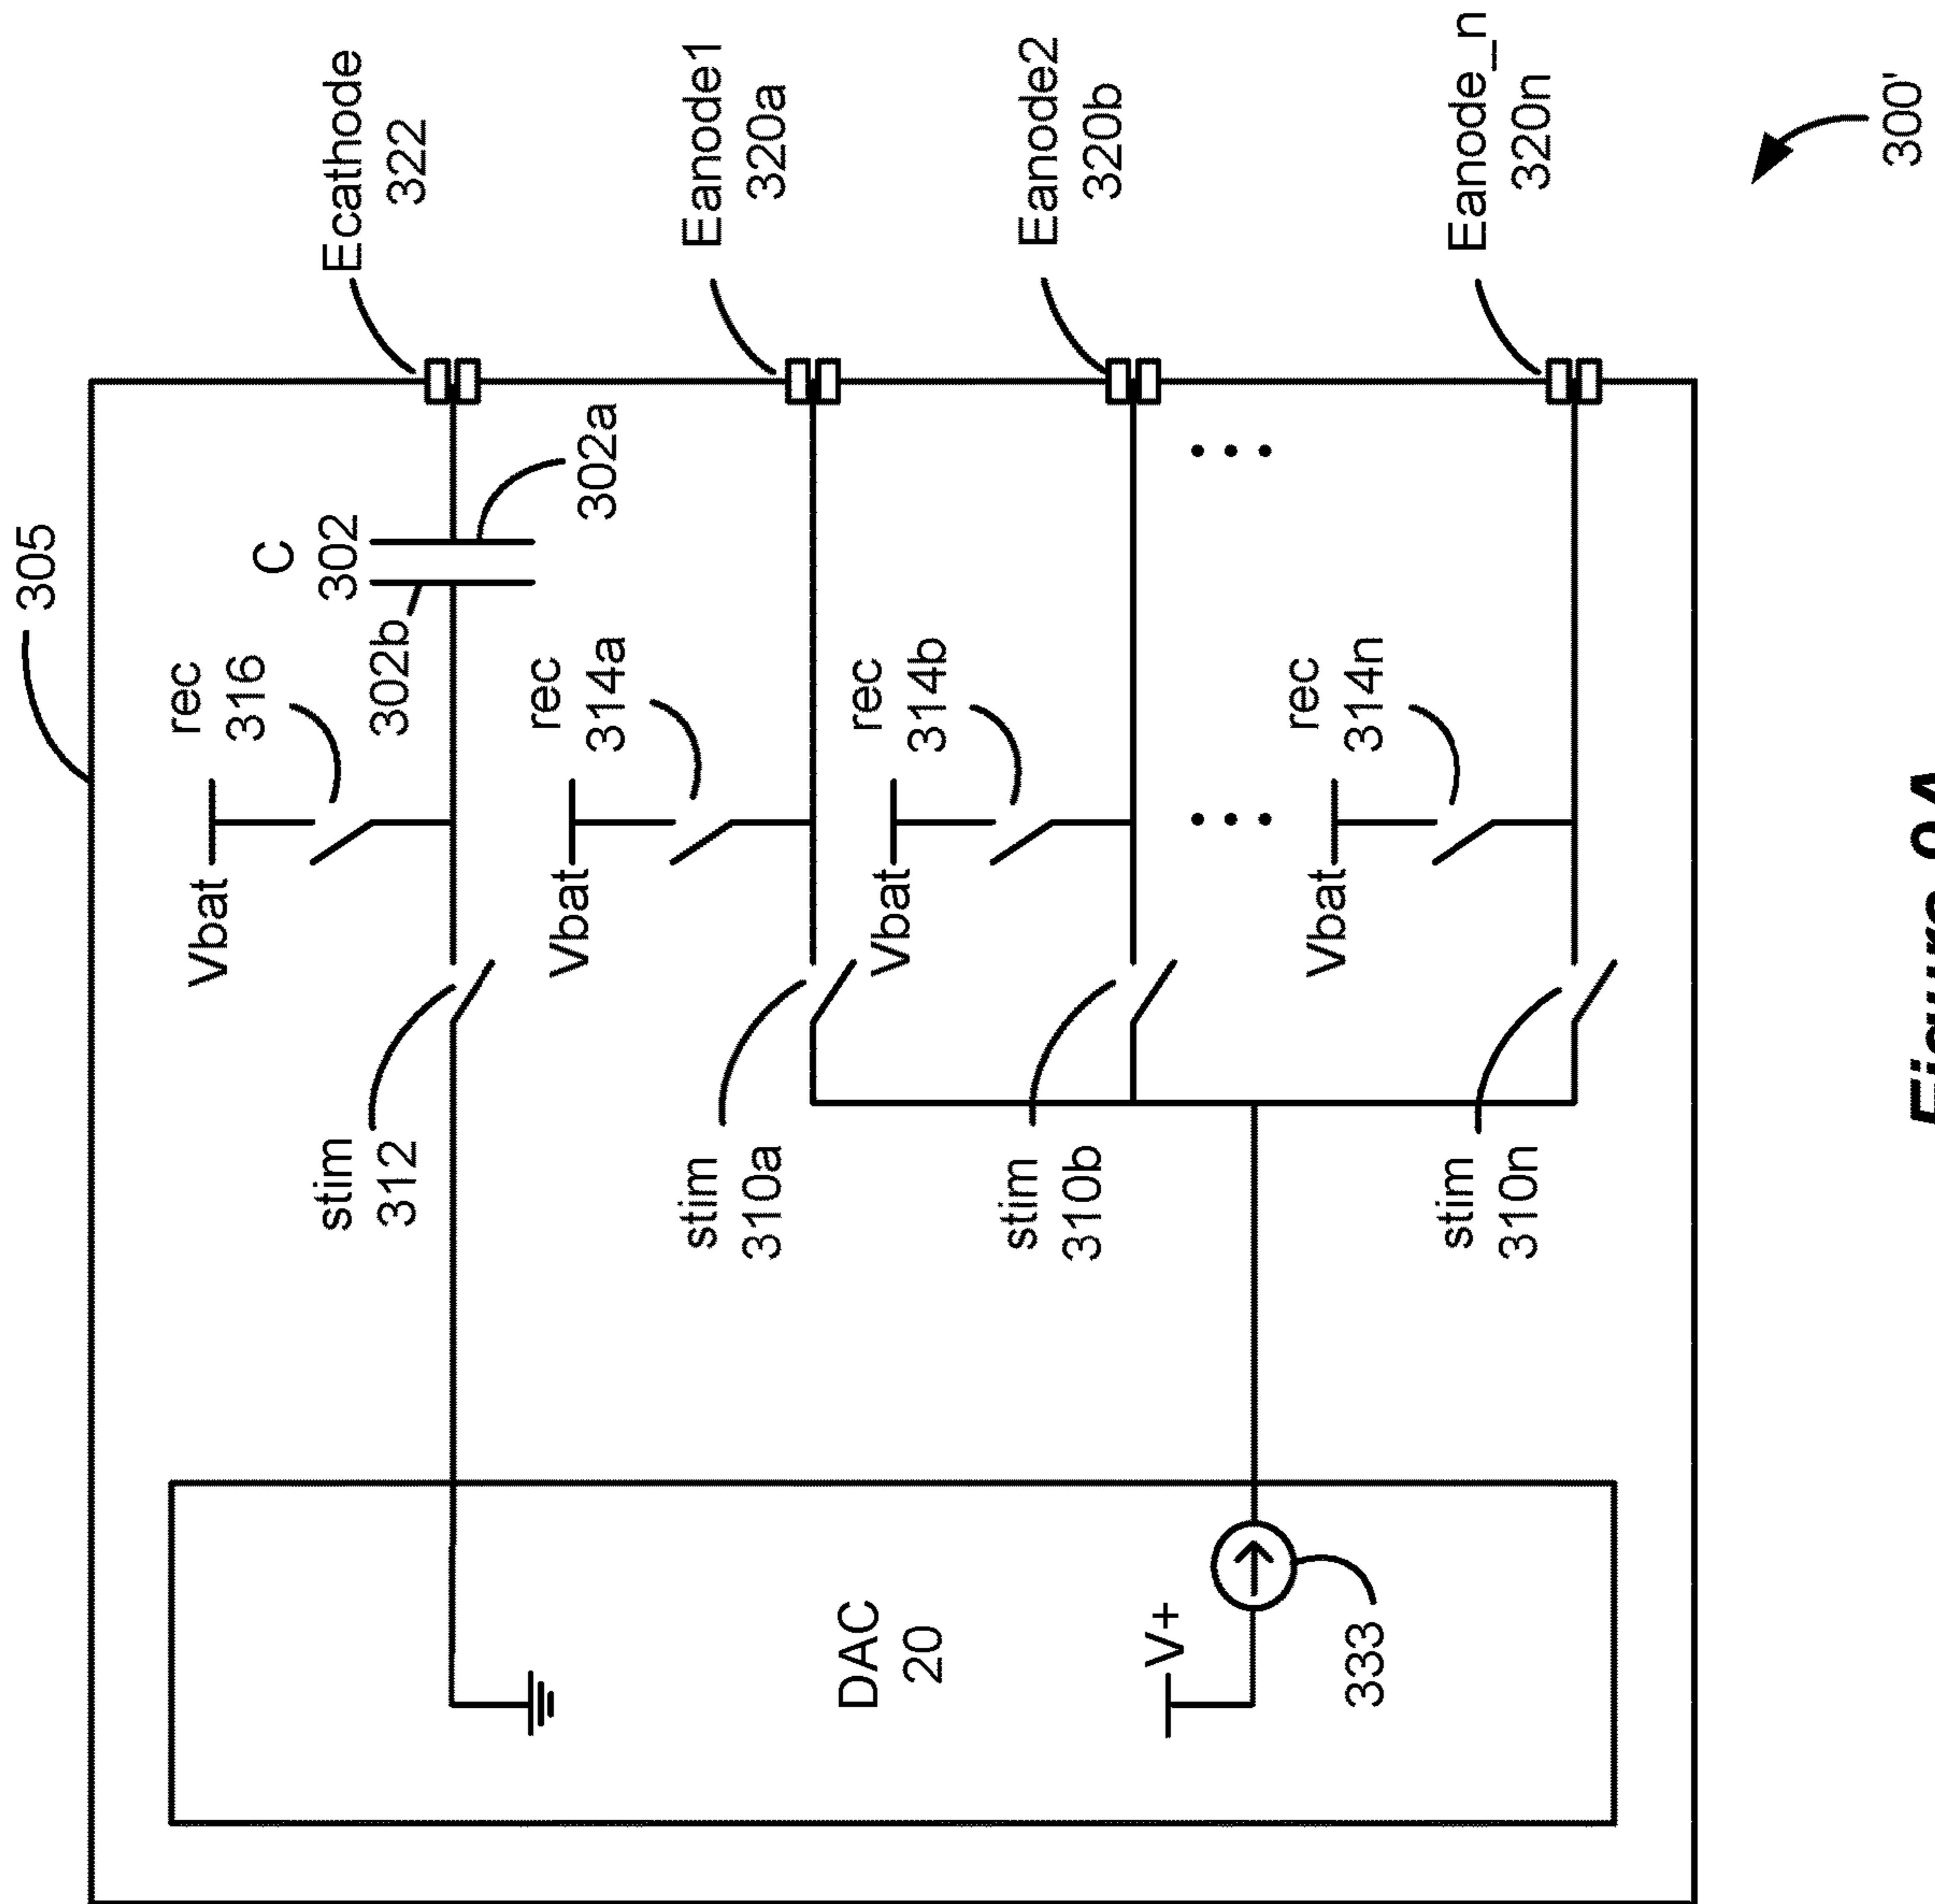 305
C
302
302b
302a
Ecathode
322
rec
316
Vbat
stim
312
Eanode1
320a
rec
314a
Vbat
stim
310a
DAC
20
Eanode2
320b
rec
314b
Vbat
stim
310b
V+
333
Eanode_n
320n
rec
314n
Vbat
stim
310n
300'
Figure